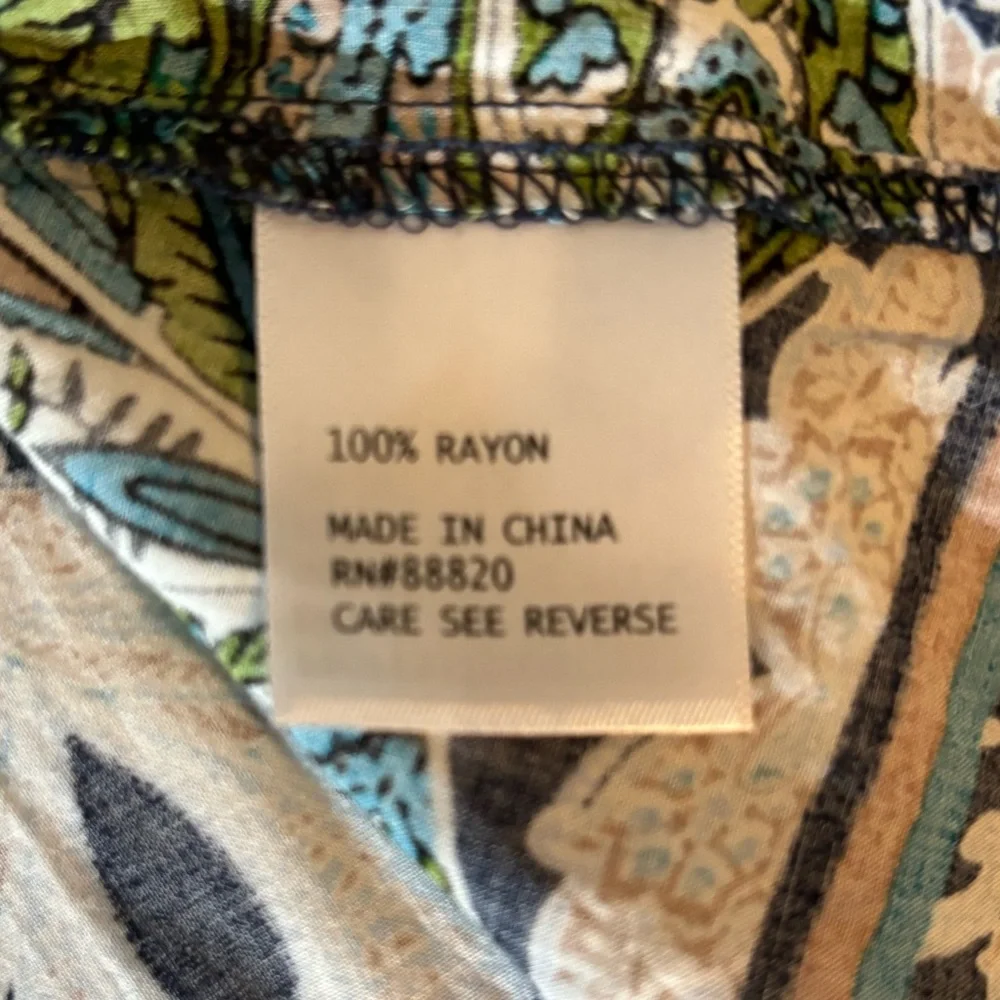 100% RAYON
MADE IN CHINA
RN#88820
CARE SEE REVERSE